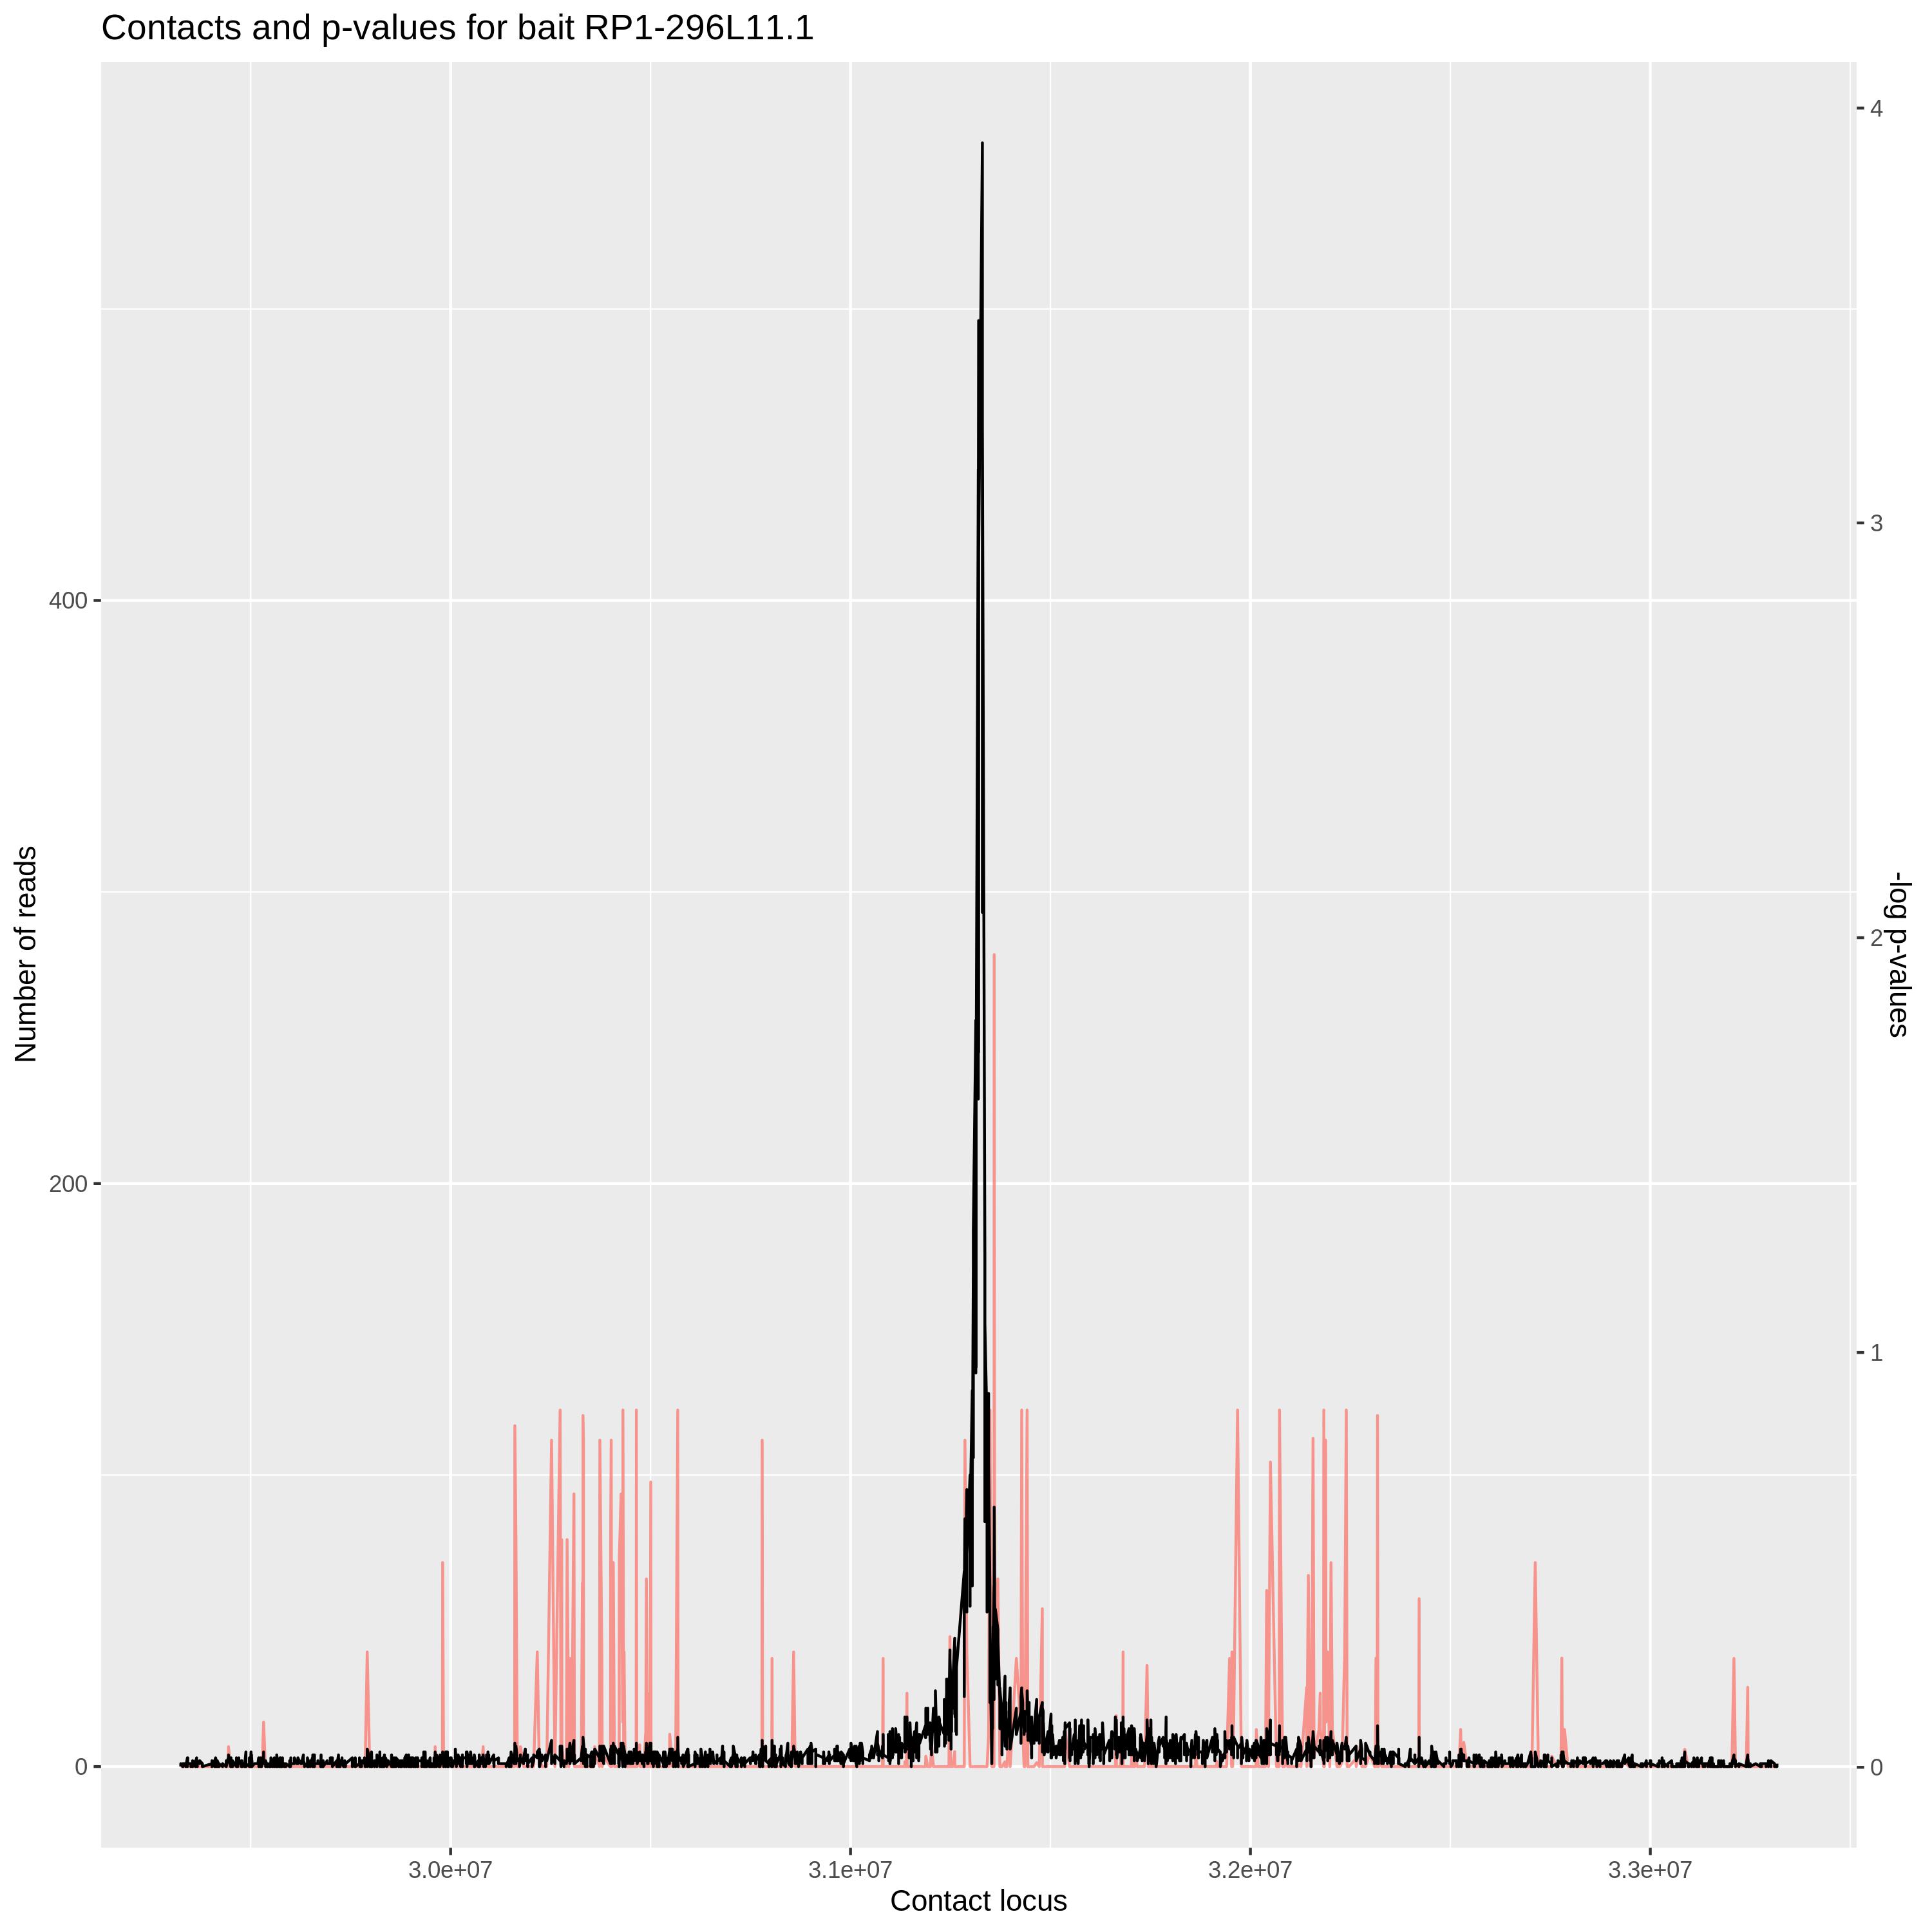 Contacts and p-values for bait RP1-296L11.1
Number of reads
400
200
0
4
3
2
1
0
-log p-values
3.0e+07
3.1e+07
3.2e+07
3.3e+07
Contact locus